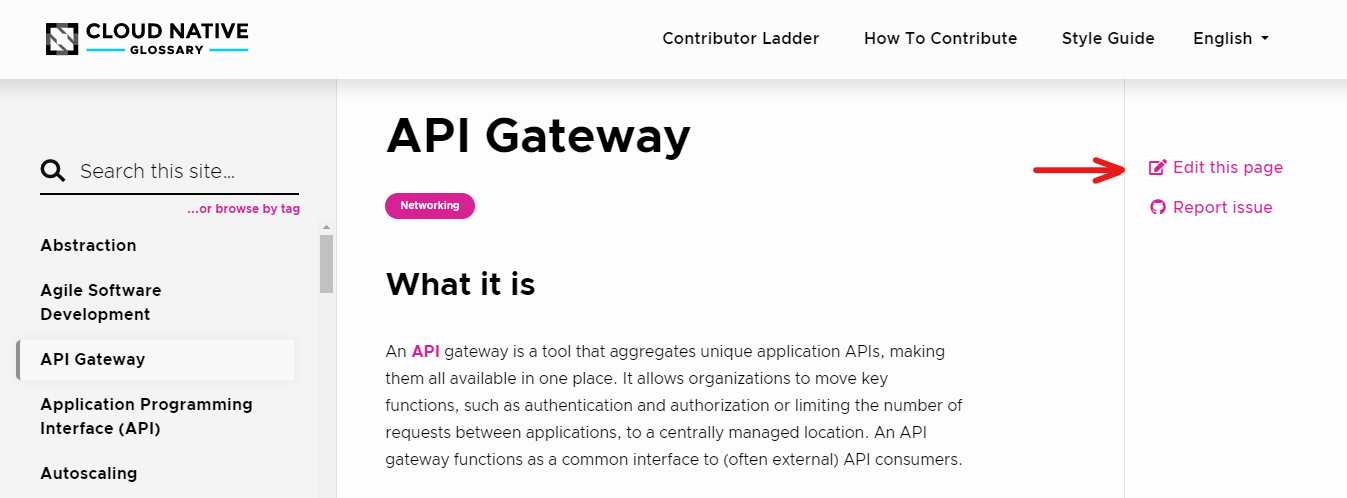 CLOUD NATIVE
GLOSSARY
Contributor Ladder
How To Contribute
Style Guide
English
Search this site…
...or browse by tag
Abstraction
Agile Software
Development
API Gateway
Application Programming
Interface (API)
Autoscaling
API Gateway
Networking
What it is
An API gateway is a tool that aggregates unique application APIs, making
them all available in one place. It allows organizations to move key
functions, such as authentication and authorization or limiting the number of
requests between applications, to a centrally managed location. An API
gateway functions as a common interface to (often external) API consumers.
Edit this page
Report issue